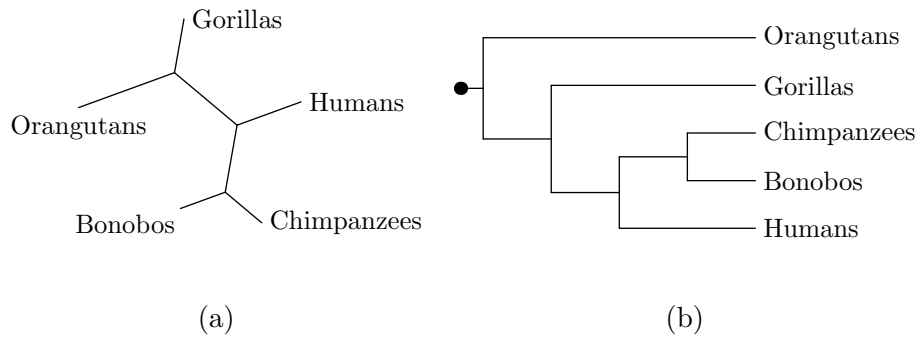 Gorillas
Humans
Orangutans
Bonobos
Chimpanzees
(a)
Orangutans
Gorillas
Chimpanzees
Bonobos
Humans
(b)